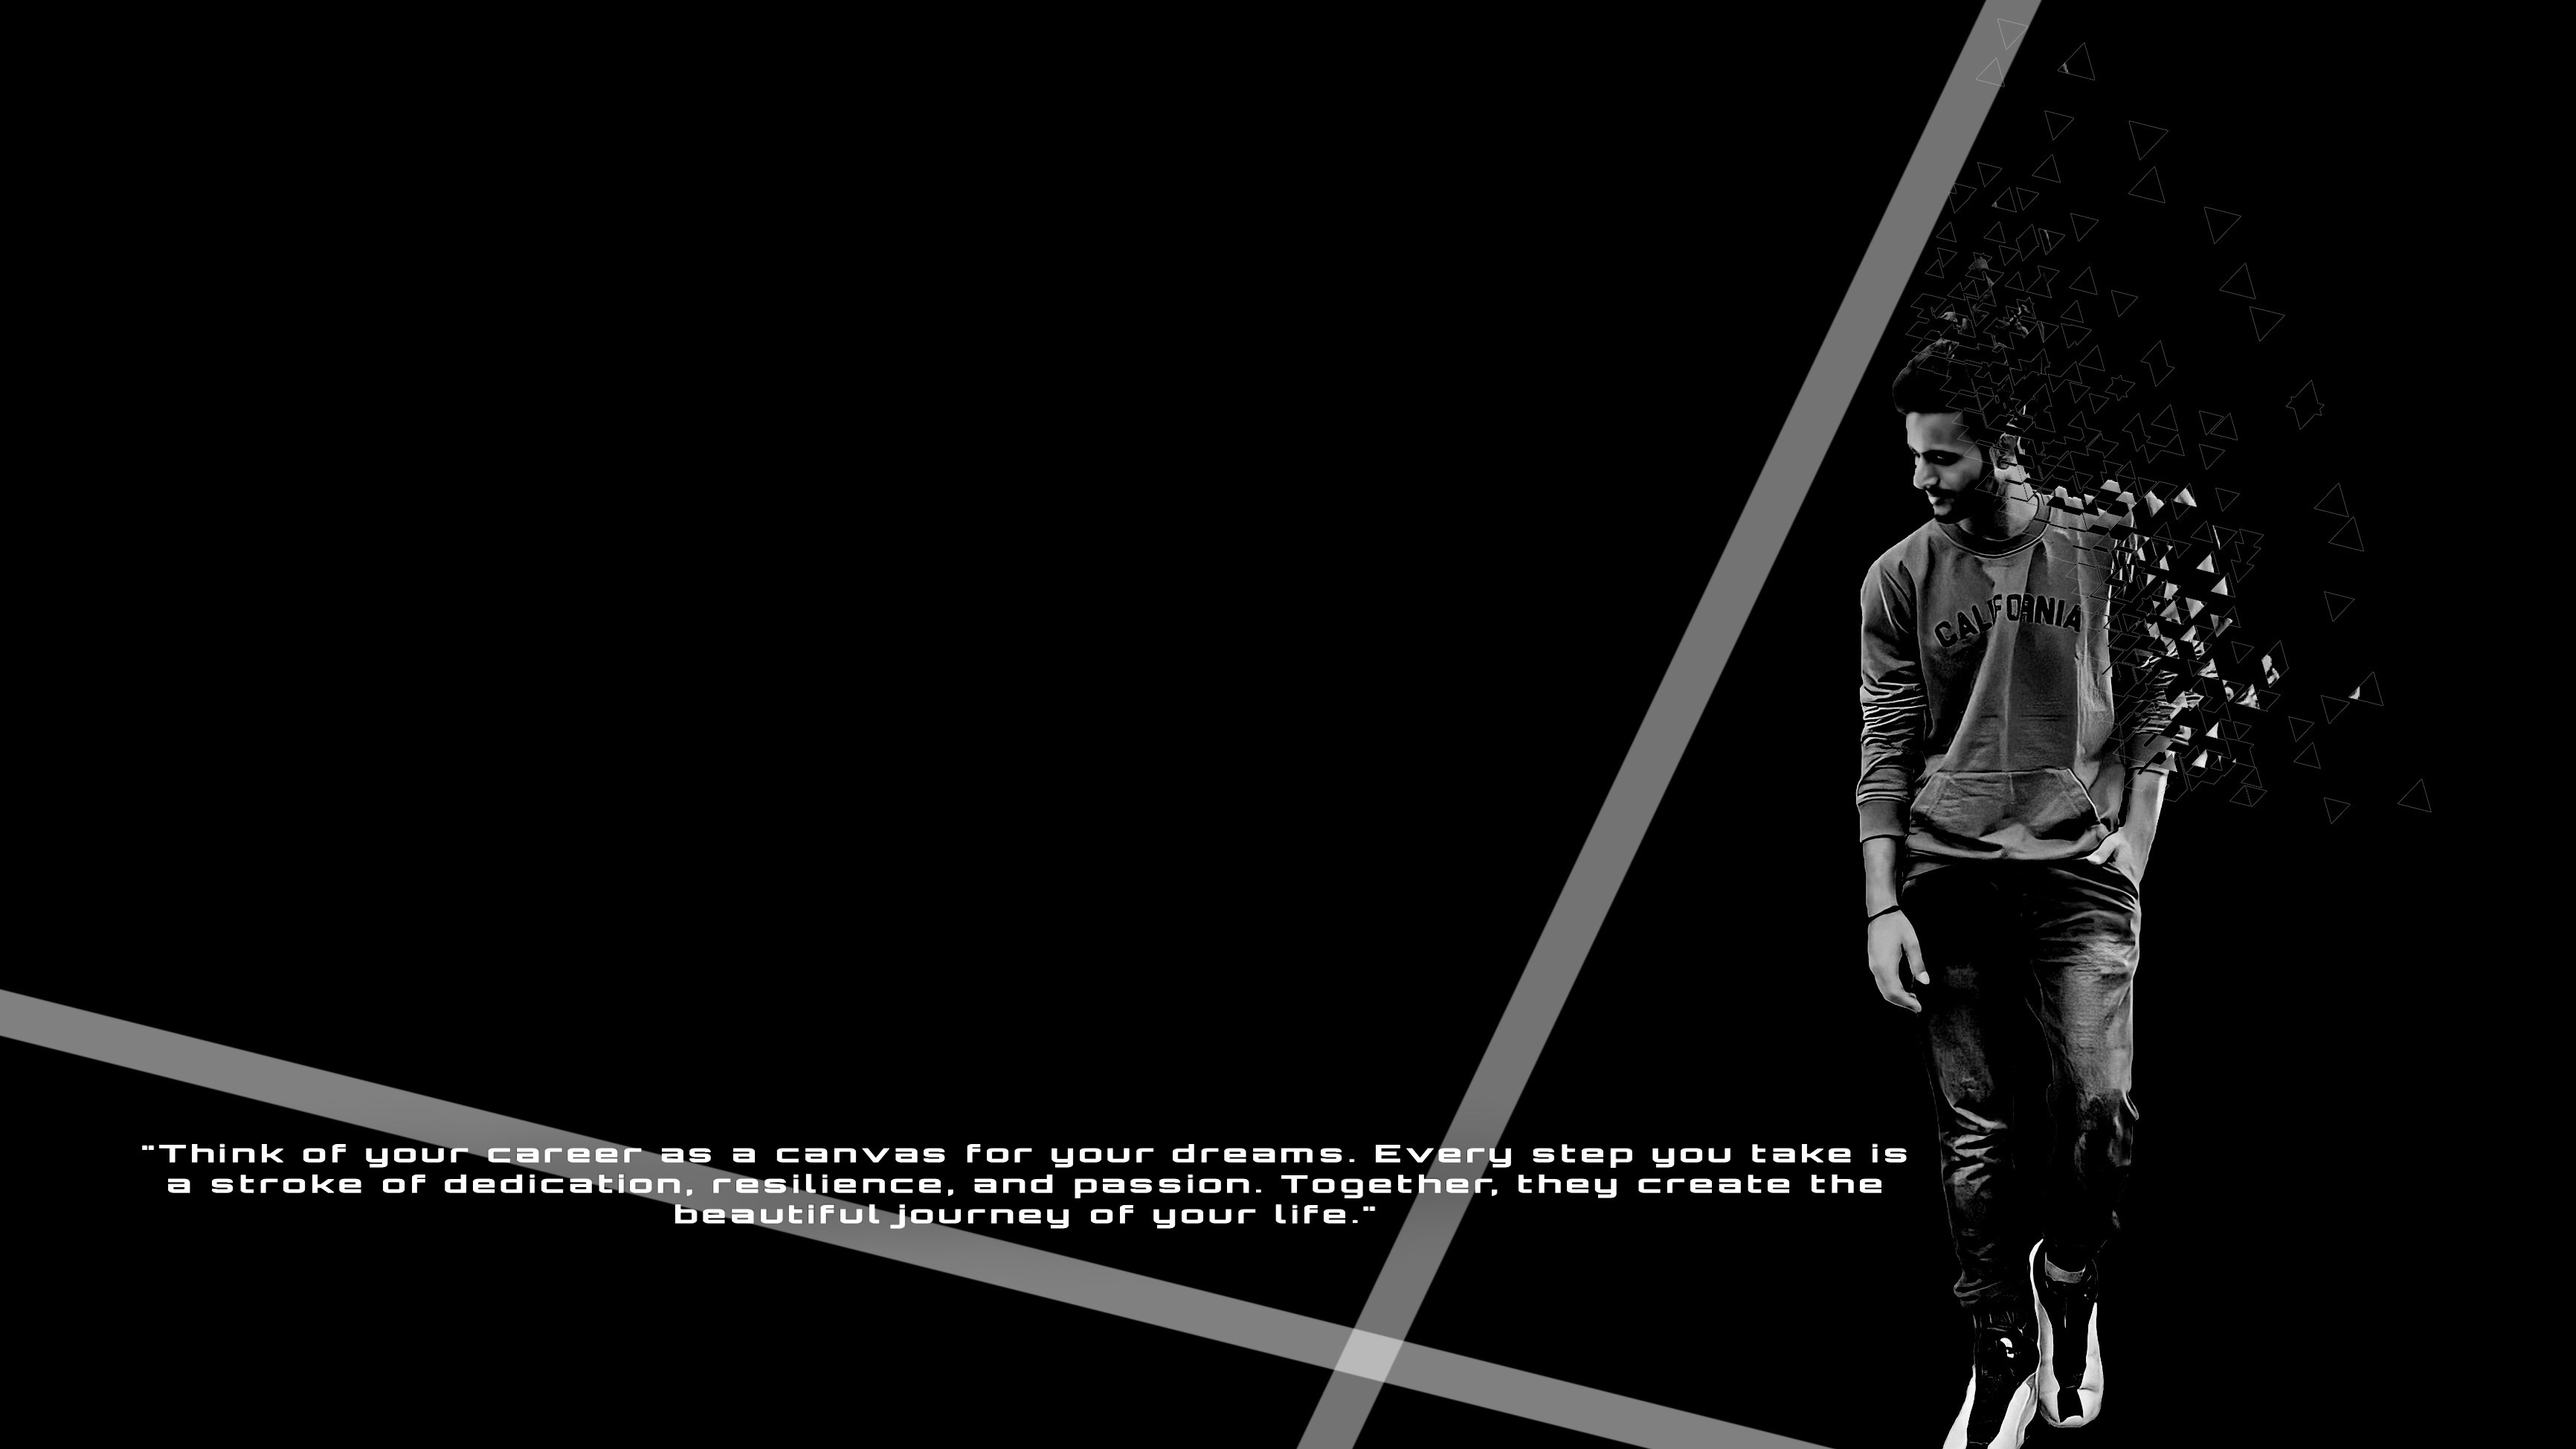 CALIFORNIA
"Think of your career as a canvas for your dreams. Every step you take is
a stroke of dedication, resilience, and passion. Together, they create the
beautiful journey of your life."